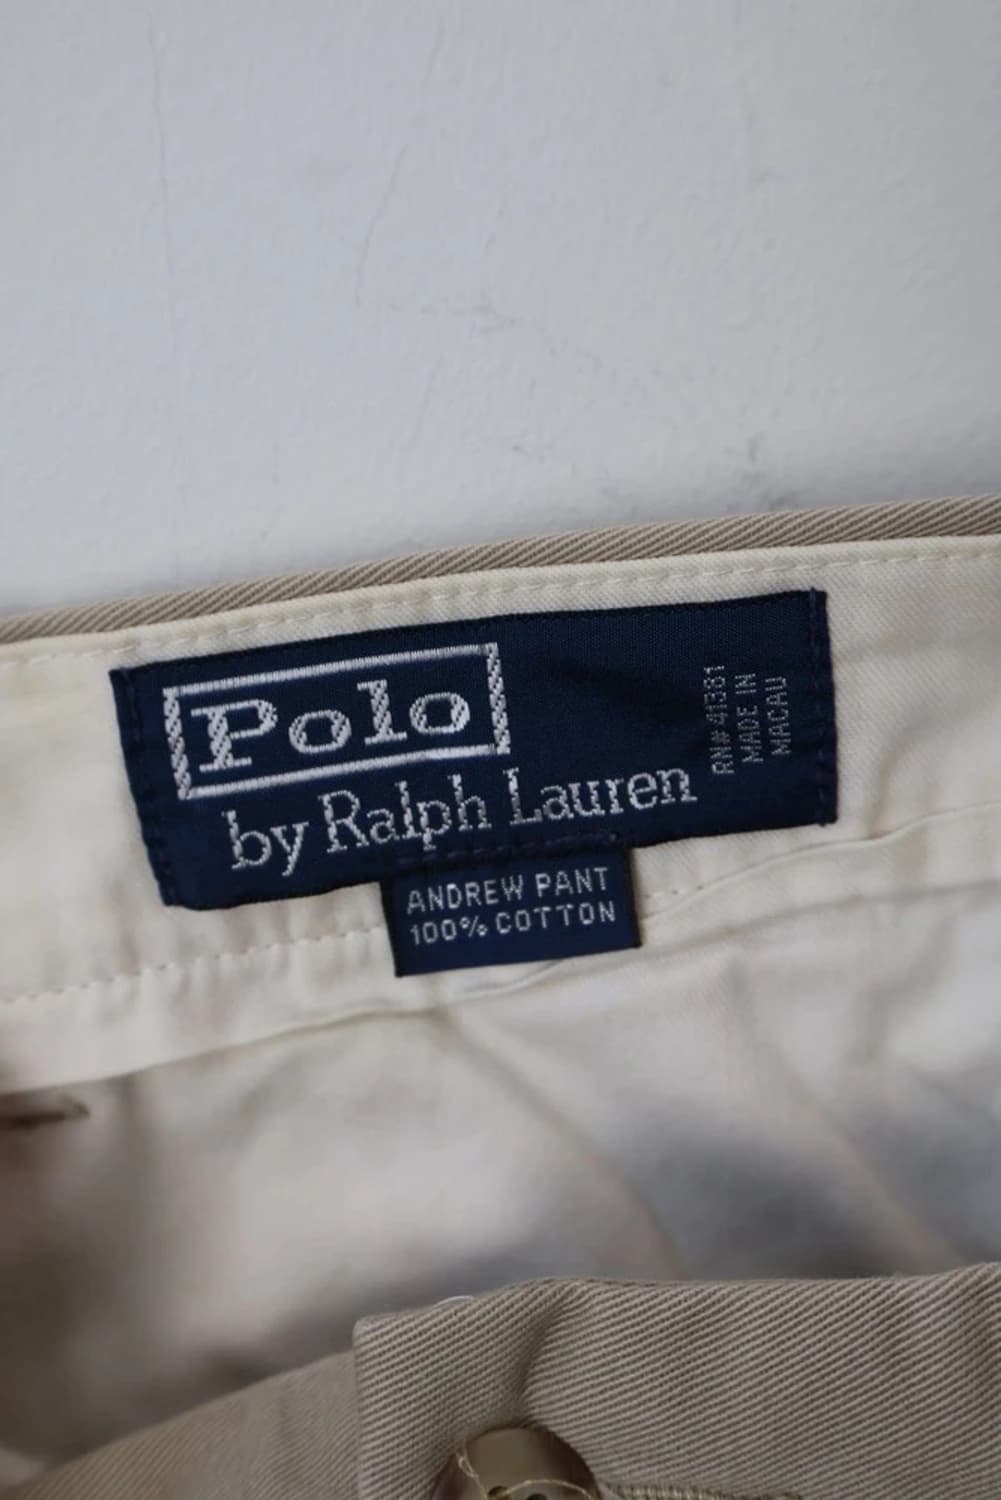 Polo
by Ralph Lauren
RN#41381
MADE IN
MACAU
ANDREW PANT
100% COTTON